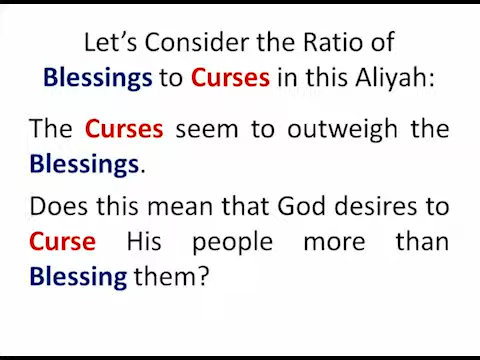 Let's Consider the Ratio of
Blessings to Curses in this Aliyah:
The Curses seem to outweigh the
Blessings.
Does this mean that God desires to
Curse His people more than
Blessing them?